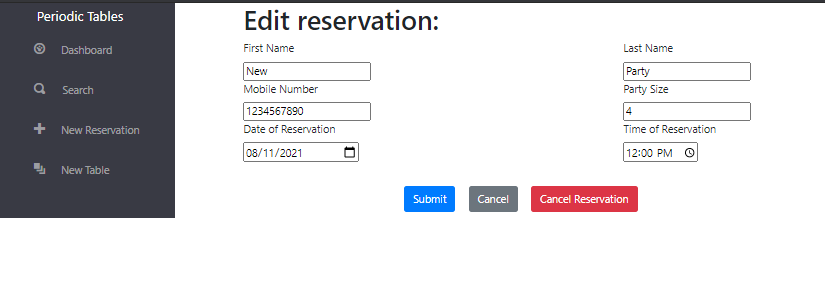 Periodic Tables
Dashboard
Search
New Reservation
New Table
Edit reservation:
First Name
Last Name
New
Party
Mobile Number
Party Size
1234567890
4
Date of Reservation
Time of Reservation
08/11/2021
12:00 PM
Submit
Cancel
Cancel Reservation